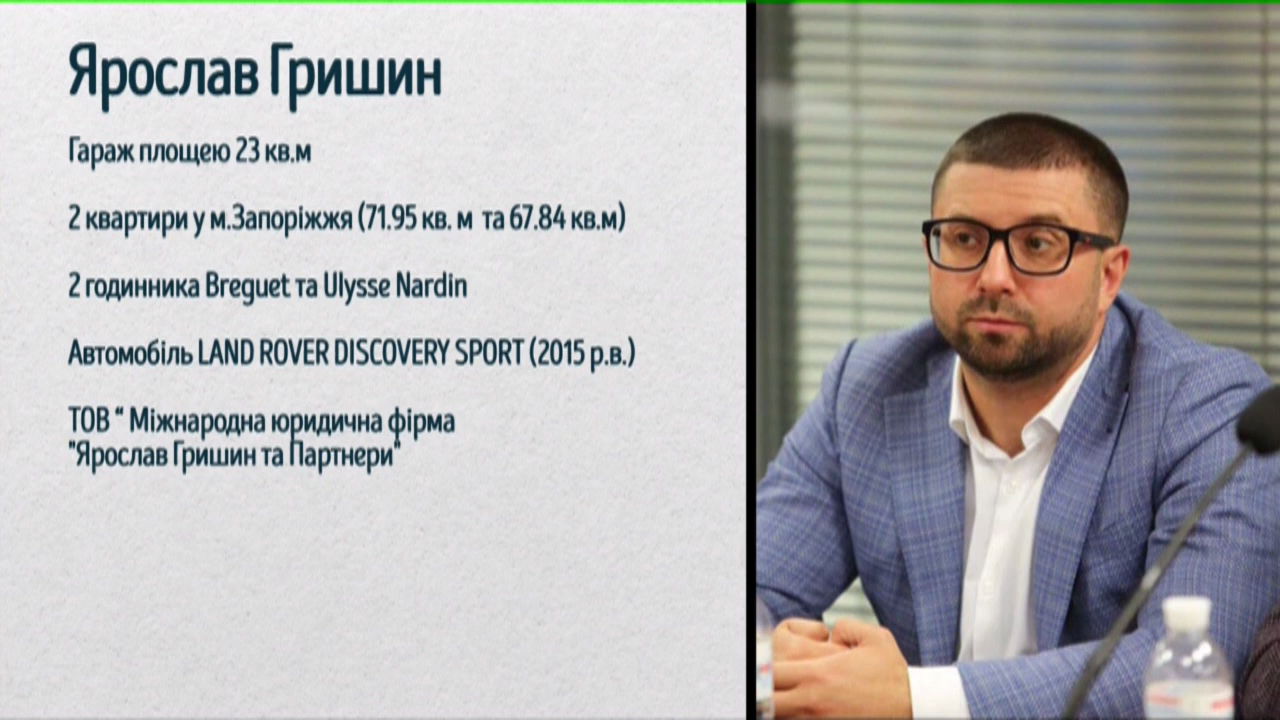 Ярослав Гришин
Гараж площею 23 кв.м
2 квартири у м.Запоріжжя (71.95 кв. м та 67.84 кв.м)
2 годинника Breguet та Ulysse Nardin
Автомобіль LAND ROVER DISCOVERY SPORT (2015 р.в.)
ТОВ “ Міжнародна юридична фірма
"Ярослав Гришин та Партнери"